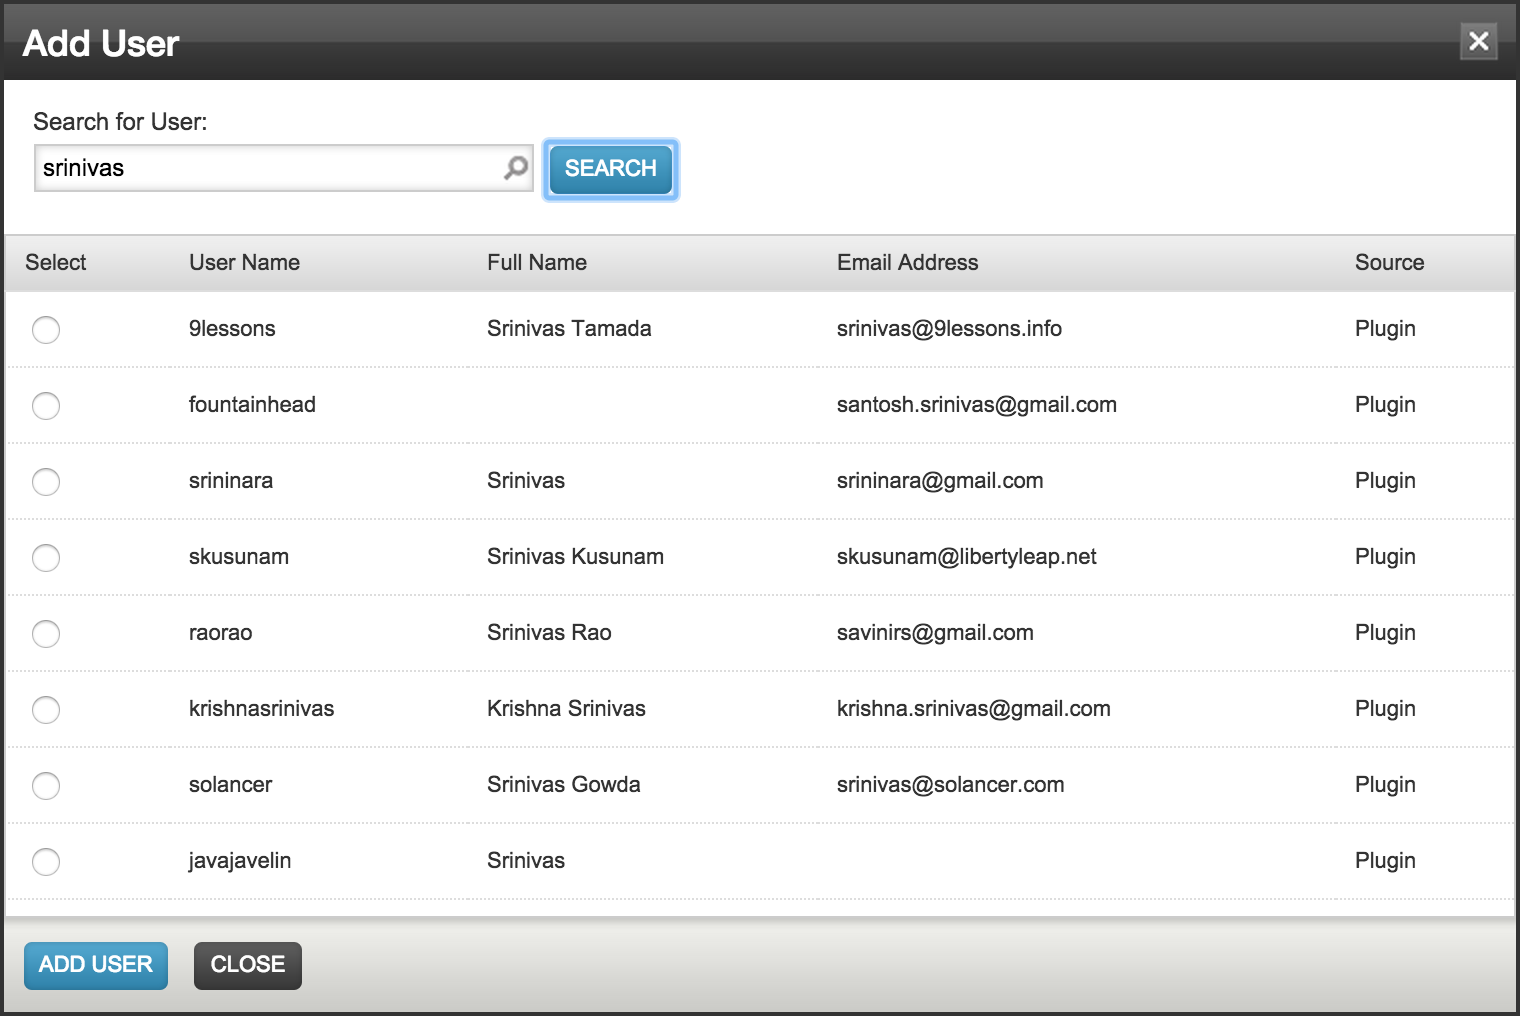 Add User
Search for User:
srinivas SEARCH
Select User Name Full Name Email Address Source
9lessons Srinivas Tamada srinivas@9lessons.info Plugin
fountainhead santosh.srinivas@gmail.com Plugin
srininara Srinivas srininara@gmail.com Plugin
skusunam Srinivas Kusunam skusunam@libertyleap.net Plugin
raorao Srinivas Rao savinirs@gmail.com Plugin
krishnasrinivas Krishna Srinivas krishna.srinivas@gmail.com Plugin
solancer Srinivas Gowda srinivas@solancer.com Plugin
javajavelin Srinivas Plugin
ADD USER CLOSE